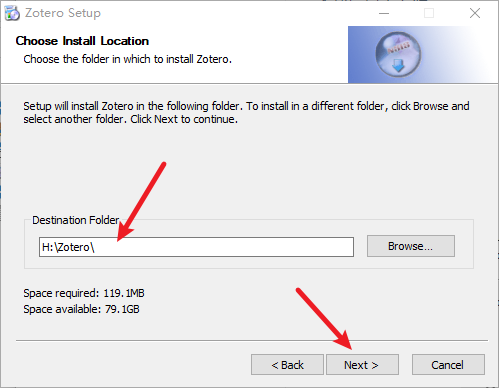 Zotero Setup
Choose Install Location
Choose the folder in which to install Zotero.
Setup will install Zotero in the following folder. To install in a different folder, click Browse and
select another folder. Click Next to continue.
Destination Folder
H:\Zotero\
Browse...
Space required: 119.1MB
Space available: 79.1GB
< Back
Next >
Cancel